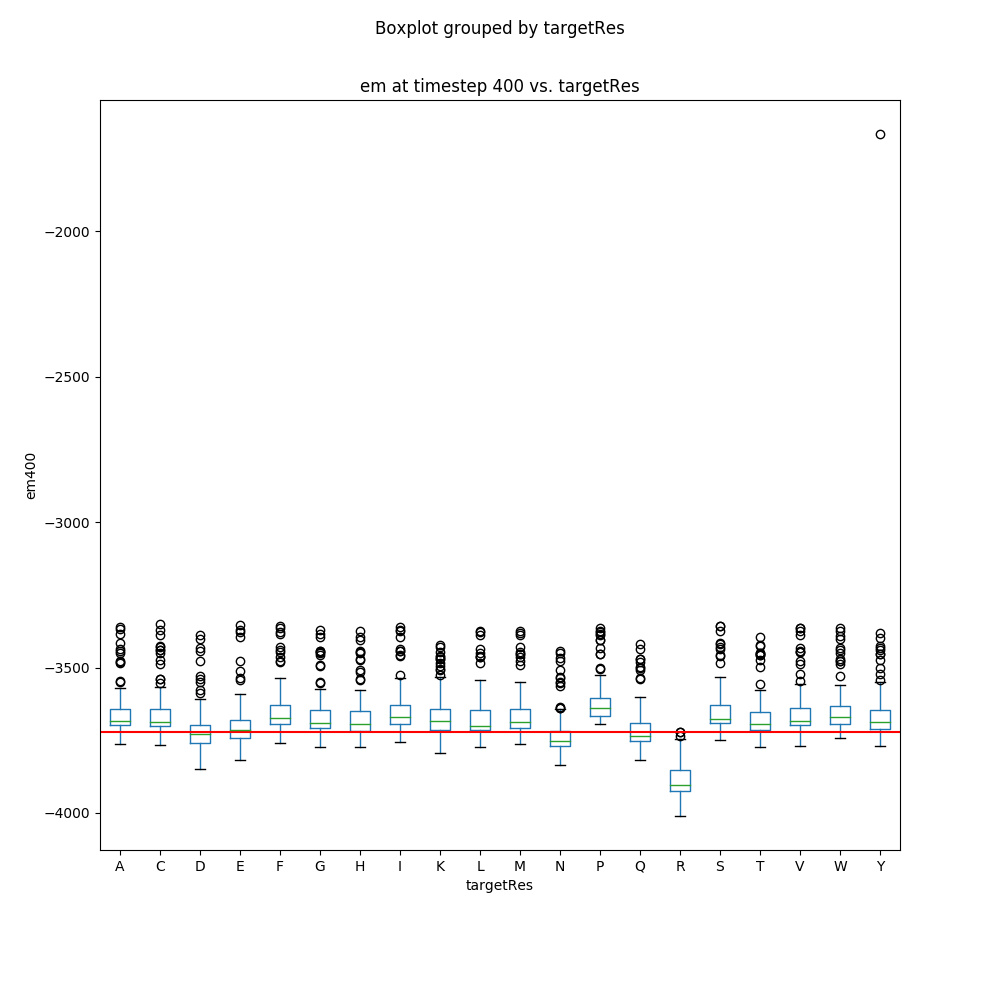 Boxplot grouped by targetRes
em at timestep 400 vs. targetRes
−2000
−2500
−3000
−3500
−4000
em400
A C D E F G H I K L M N P Q R S T V W Y
targetRes